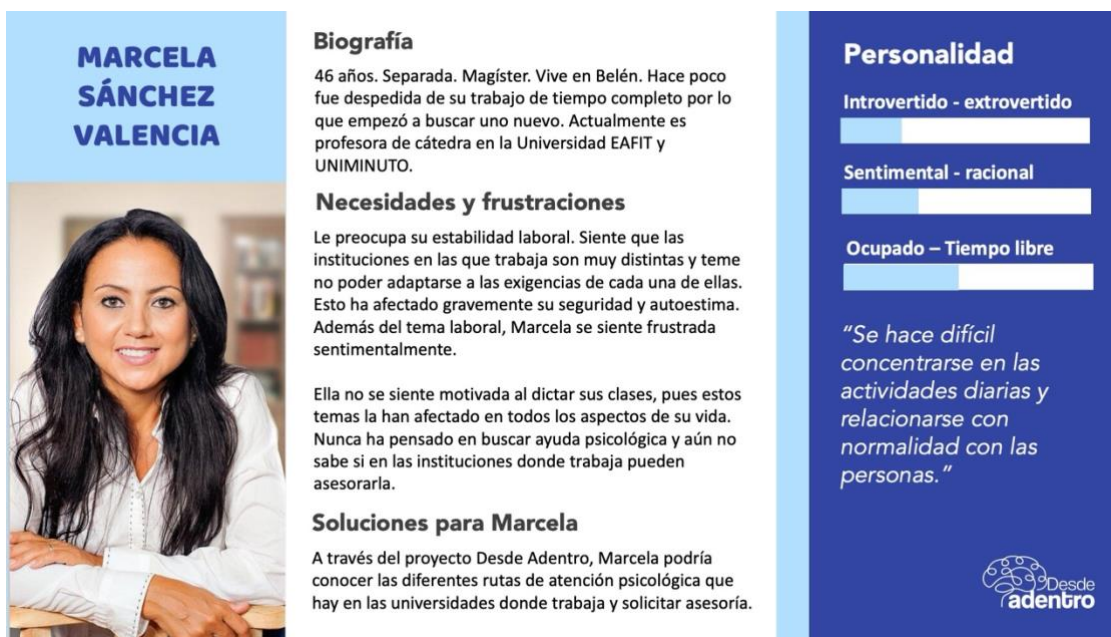 MARCELA
SÁNCHEZ
VALENCIA
Biografía
46 años. Separada. Magíster. Vive en Belén. Hace poco
fue despedida de su trabajo de tiempo completo por lo
que empezó a buscar uno nuevo. Actualmente es
profesora de cátedra en la Universidad EAFIT y
UNIMINUTO.
Necesidades y frustraciones
Le preocupa su estabilidad laboral. Siente que las
instituciones en las que trabaja son muy distintas y teme
no poder adaptarse a las exigencias de cada una de ellas.
Esto ha afectado gravemente su seguridad y autoestima.
Además del tema laboral, Marcela se siente frustrada
sentimentalmente.
Ella no se siente motivada al dictar sus clases, pues estos
temas la han afectado en todos los aspectos de su vida.
Nunca ha pensado en buscar ayuda psicológica y aún no
sabe si en las instituciones donde trabaja pueden
asesorarla.
Soluciones para Marcela
A través del proyecto Desde Adentro, Marcela podría
conocer las diferentes rutas de atención psicológica que
hay en las universidades donde trabaja y solicitar asesoría.
Personalidad
Introvertido - extrovertido
Sentimental - racional
Ocupado – Tiempo libre
“Se hace difícil
concentrarse en las
actividades diarias y
relacionarse con
normalidad con las
personas.”
Desde
adentro